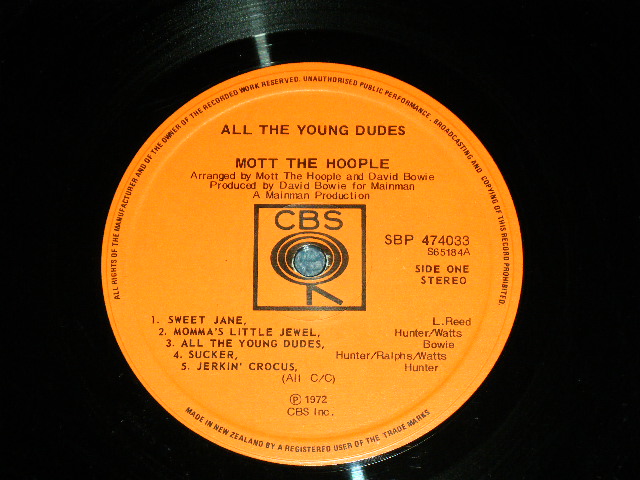 ALL RIGHTS OF THE MANUFACTURER AND OF THE OWNER OF THE RECORDED WORK RESERVED. UNAUTHORISED PUBLIC PERFORMANCE, BROADCASTING AND COPYING OF THIS RECORD PROHIBITED.
ALL THE YOUNG DUDES
MOTT THE HOOPLE
Arranged by Mott The Hoople and David Bowie
Produced by David Bowie for Mainman
A Mainman Production
CBS
SBP 474033
S65184A
SIDE ONE
STEREO
1. SWEET JANE, L.Reed
2. MOMMA'S LITTLE JEWEL, Hunter/Watts
3. ALL THE YOUNG DUDES, Bowie
4. SUCKER, Hunter/Ralphs/Watts
5. JERKIN' CROCUS, Hunter
(All C/C)
Ⓟ 1972
CBS Inc.
MADE IN NEW ZEALAND BY A REGISTERED USER OF THE TRADE MARKS